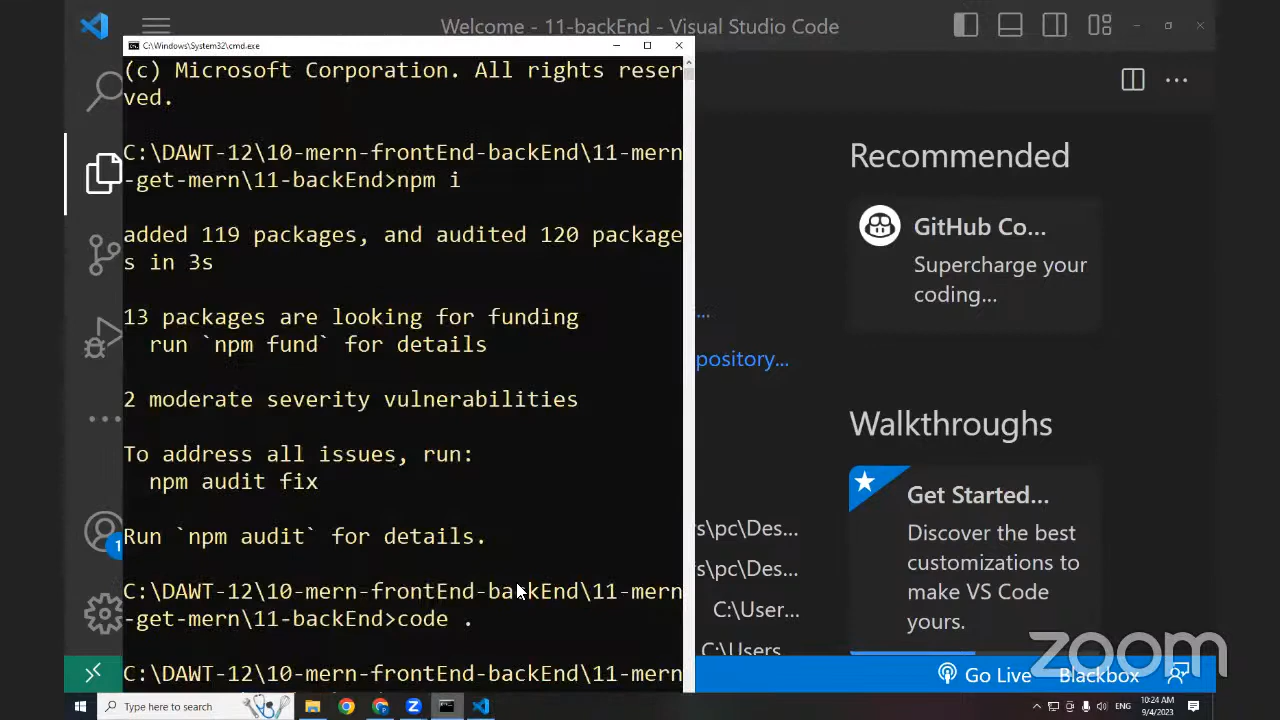 Welcome - 11-backEnd - Visual Studio Code
C:\Windows\System32\cmd.exe
(c) Microsoft Corporation. All rights reser
ved.
C:\DAWT-12\10-mern-frontEnd-backEnd\11-mern
-get-mern\11-backEnd>npm i
added 119 packages, and audited 120 package
s in 3s
13 packages are looking for funding
run `npm fund` for details
2 moderate severity vulnerabilities
To address all issues, run:
npm audit fix
Run `npm audit` for details.
C:\DAWT-12\10-mern-frontEnd-backEnd\11-mern
-get-mern\11-backEnd>code .
C:\DAWT-12\10-mern-frontEnd-backEnd\11-mern
...
pository...
s\pc\Des...
s\pc\Des...
C:\User...
C:\Users
Recommended
GitHub Co...
Supercharge your
coding...
Walkthroughs
Get Started...
Discover the best
customizations to
make VS Code
yours.
1
zoom
Go Live
Blackbox
Type here to search
10:24 AM
9/4/2023